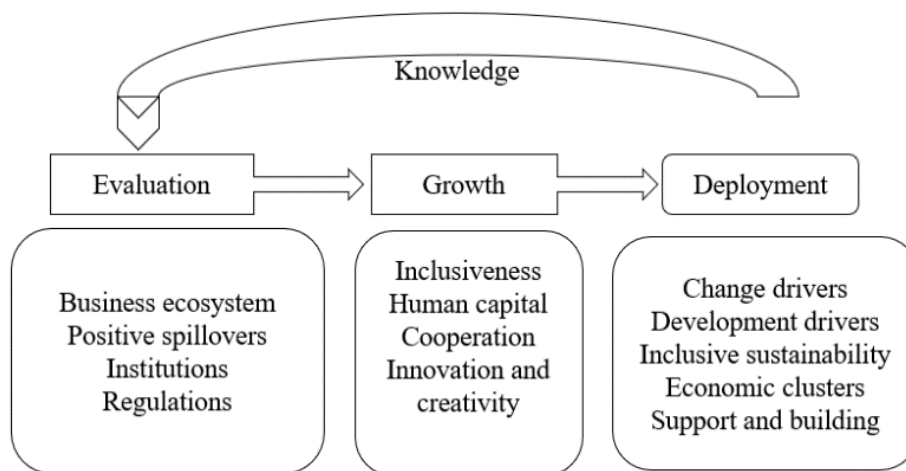 Knowledge
Evaluation
Growth
Deployment
Business ecosystem
Positive spillovers
Institutions
Regulations
Inclusiveness
Human capital
Cooperation
Innovation and
creativity
Change drivers
Development drivers
Inclusive sustainability
Economic clusters
Support and building